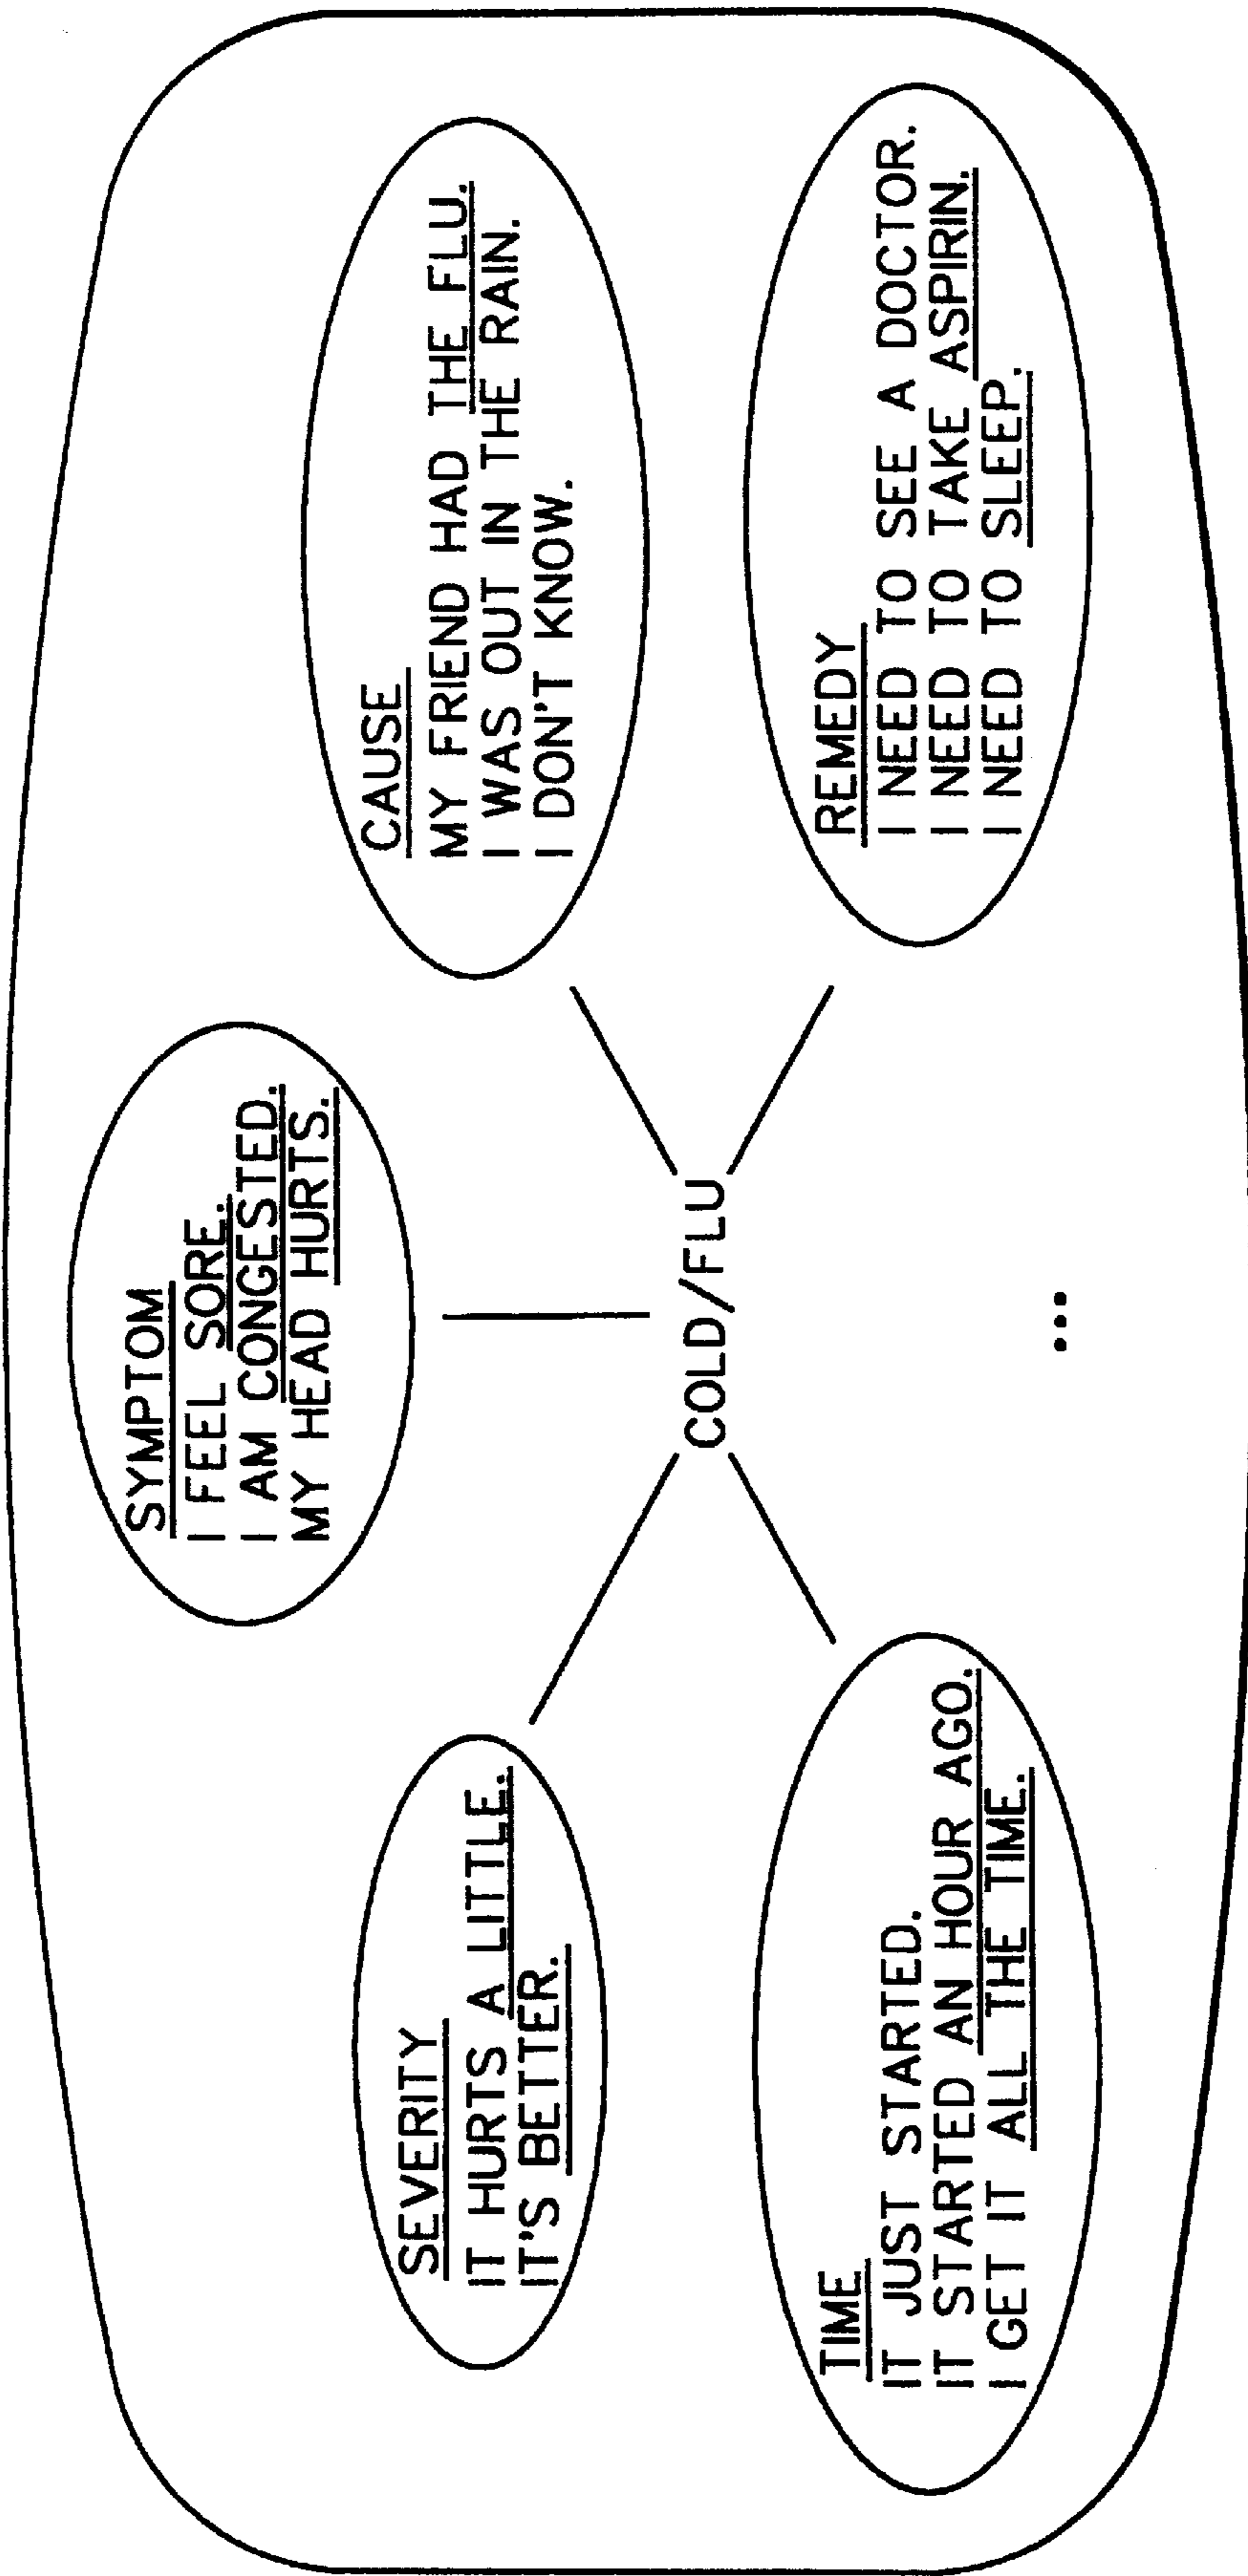 SYMPTOM
I FEEL SORE.
I AM CONGESTED.
MY HEAD HURTS.
SEVERITY
IT HURTS A LITTLE.
IT'S BETTER.
CAUSE
MY FRIEND HAD THE FLU.
I WAS OUT IN THE RAIN.
I DON'T KNOW.
COLD/FLU
TIME
IT JUST STARTED.
IT STARTED AN HOUR AGO.
I GET IT ALL THE TIME.
REMEDY
I NEED TO SEE A DOCTOR.
I NEED TO TAKE ASPIRIN.
I NEED TO SLEEP.
...